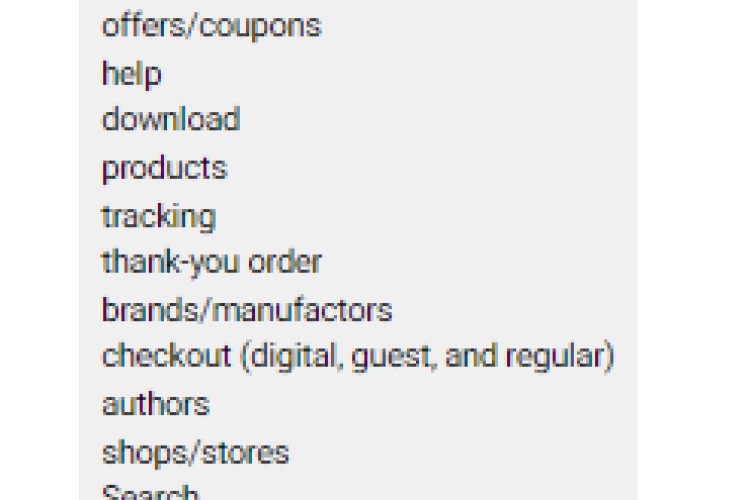 offers/coupons
help
download
products
tracking
thank-you order
brands/manufactors
checkout (digital, guest, and regular)
authors
shops/stores
Search